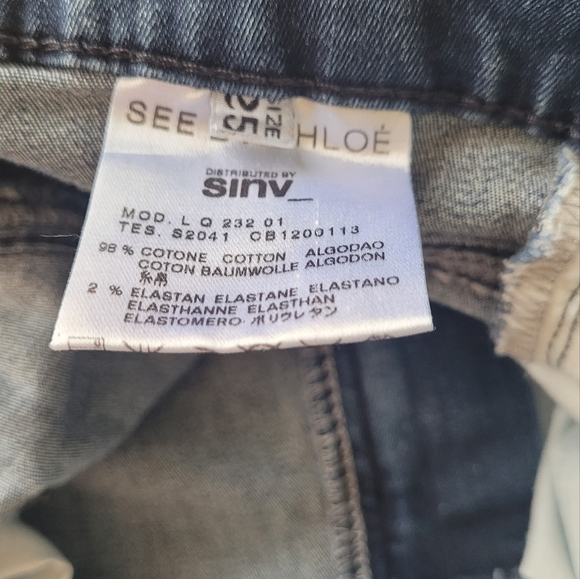 SEE HLOÉ
SIZE
25
DISTRIBUTED BY
sinv_
MOD. L Q 232 01
TES. S2041 CB1200113
98 % COTONE COTTON ALGODAO
COTON BAUMWOLLE ALGODON
綿
2 % ELASTAN ELASTANE ELASTANO
ELASTHANNE ELASTHAN
ELASTOMERO ポリウレタン